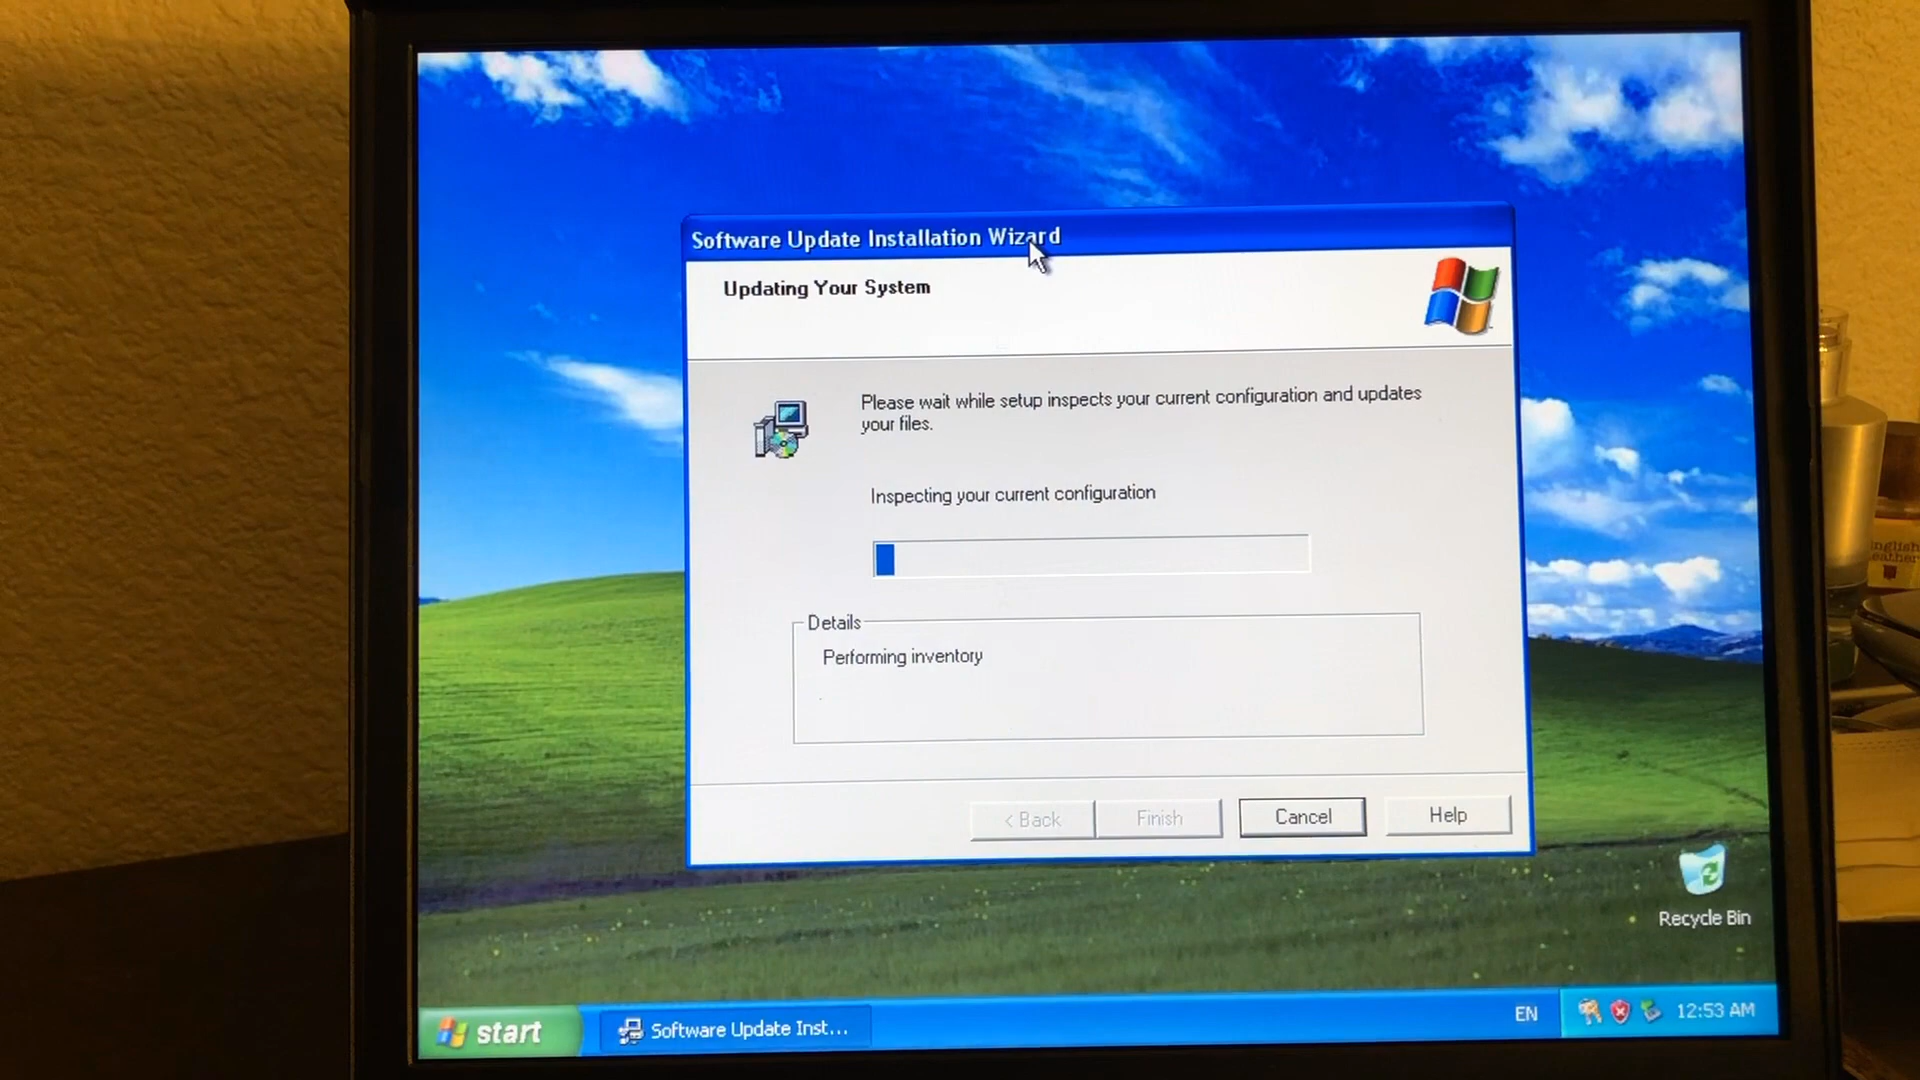 Software Update Installation Wizard
Updating Your System
Please wait while setup inspects your current configuration and updates
your files.
Inspecting your current configuration
Details
Performing inventory
< Back
Finish
Cancel
Help
Recycle Bin
start
Software Update Inst...
EN
12:53 AM
English
Leather